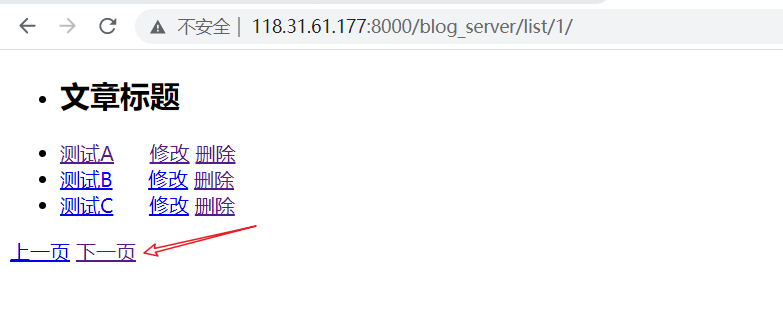 不安全 | 118.31.61.177:8000/blog_server/list/1/
文章标题
测试A 修改 删除
测试B 修改 删除
测试C 修改 删除
上一页 下一页